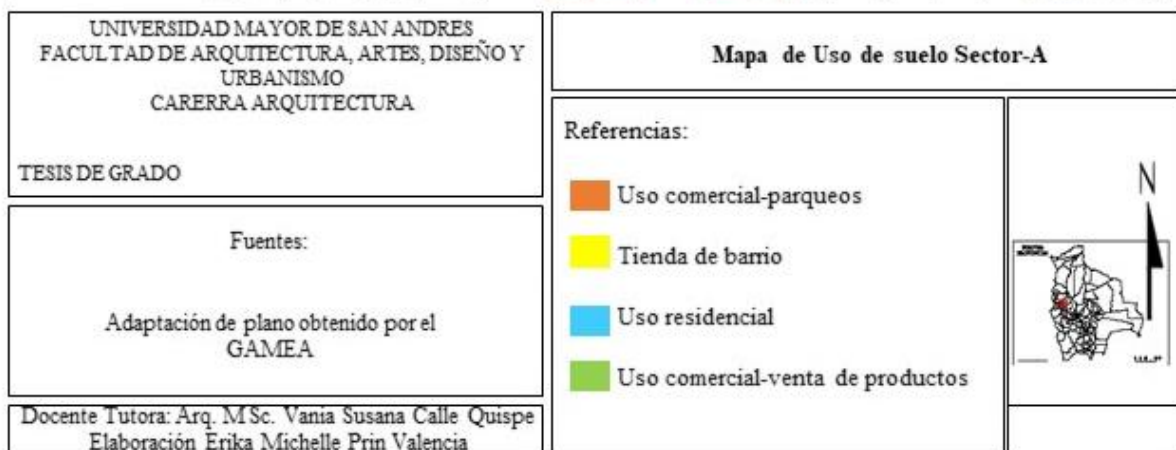 UNIVERSIDAD MAYOR DE SAN ANDRES
FACULTAD DE ARQUITECTURA, ARTES, DISEÑO Y
URBANISMO
CARERRA ARQUITECTURA
TESIS DE GRADO
Fuentes:
Adaptación de plano obtenido por el
GAMEA
Docente Tutora: Arq. M.Sc. Vania Susana Calle Quispe
Elaboración Erika Michelle Prin Valencia
Mapa de Uso de suelo Sector-A
Referencias:
Uso comercial-parqueos
Tienda de barrio
Uso residencial
Uso comercial-venta de productos
N